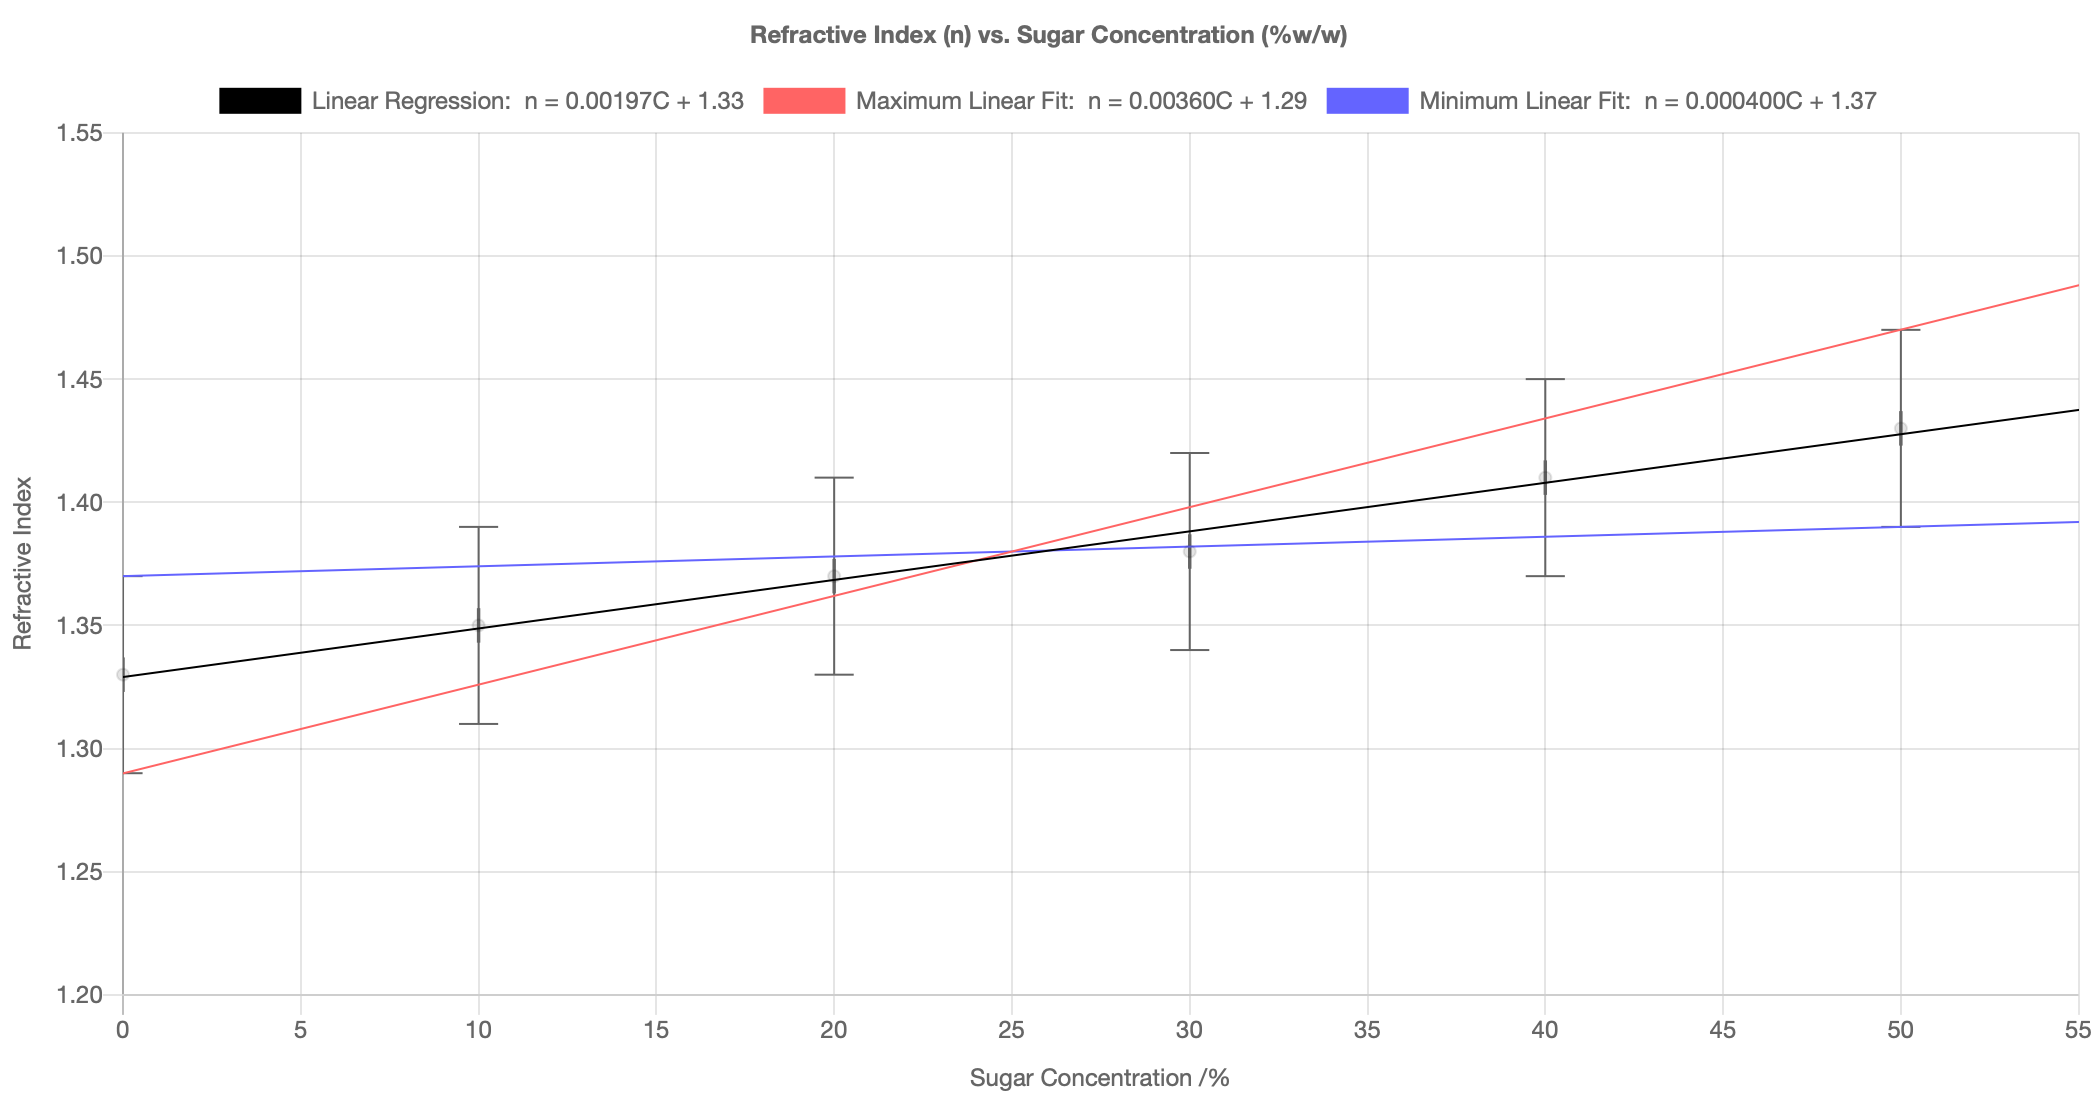 Refractive Index (n) vs. Sugar Concentration (%w/w)
Linear Regression: n = 0.00197C + 1.33 Maximum Linear Fit: n = 0.00360C + 1.29 Minimum Linear Fit: n = 0.000400C + 1.37
1.55
1.50
1.45
1.40
1.35
1.30
1.25
1.20
Refractive Index
0 5 10 15 20 25 30 35 40 45 50 55
Sugar Concentration /%